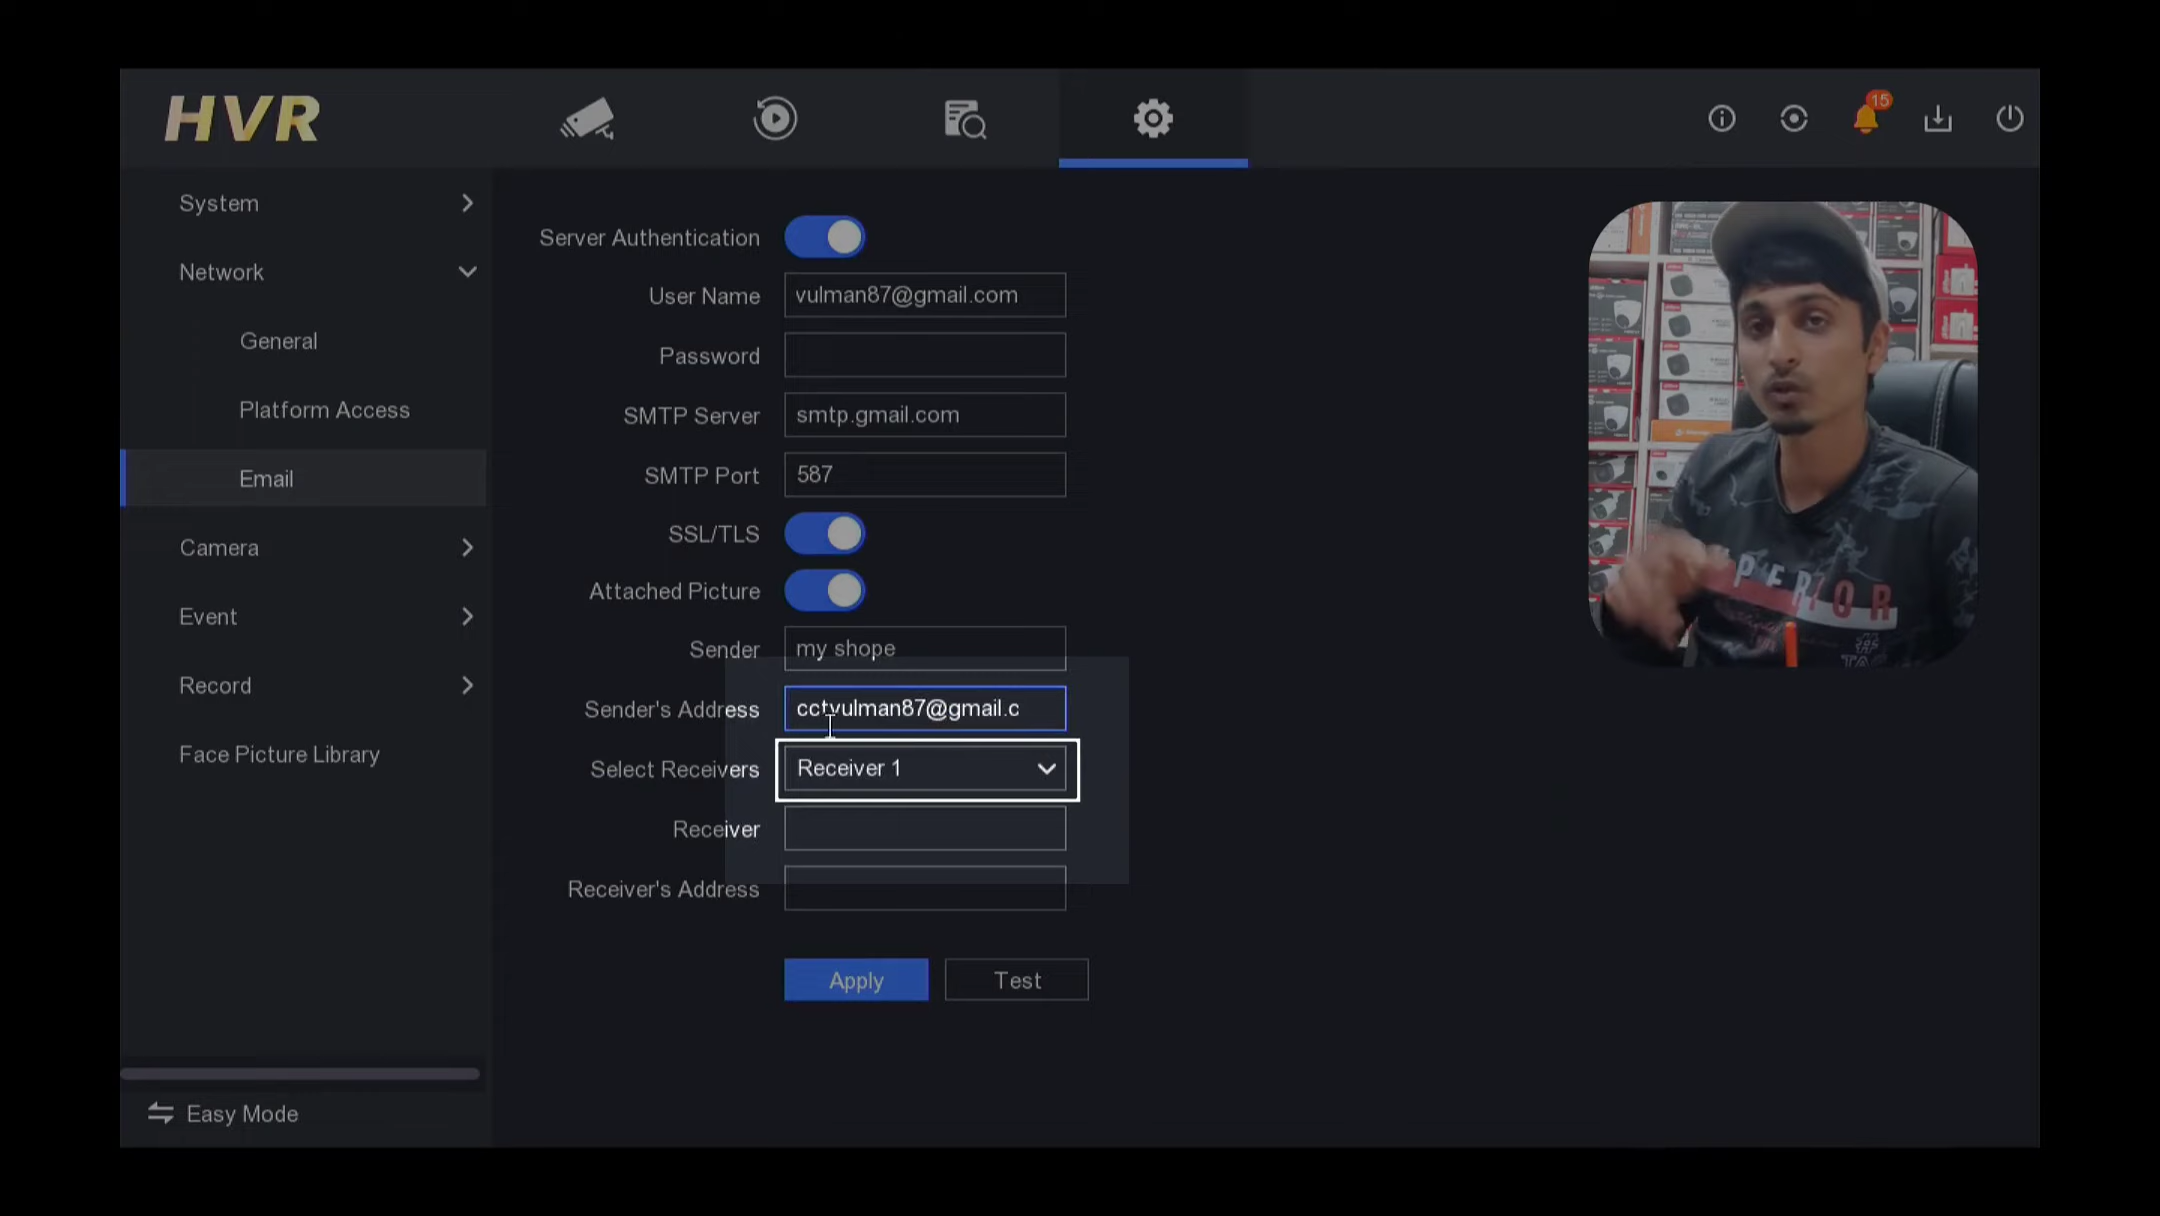 HVR
15
System
Network
General
Platform Access
Email
Camera
Event
Record
Face Picture Library
Easy Mode
Server Authentication
User Name vulman87@gmail.com
Password
SMTP Server smtp.gmail.com
SMTP Port 587
SSL/TLS
Attached Picture
Sender my shope
Sender's Address cctvulman87@gmail.c
Select Receivers Receiver 1
Receiver
Receiver's Address
Apply Test